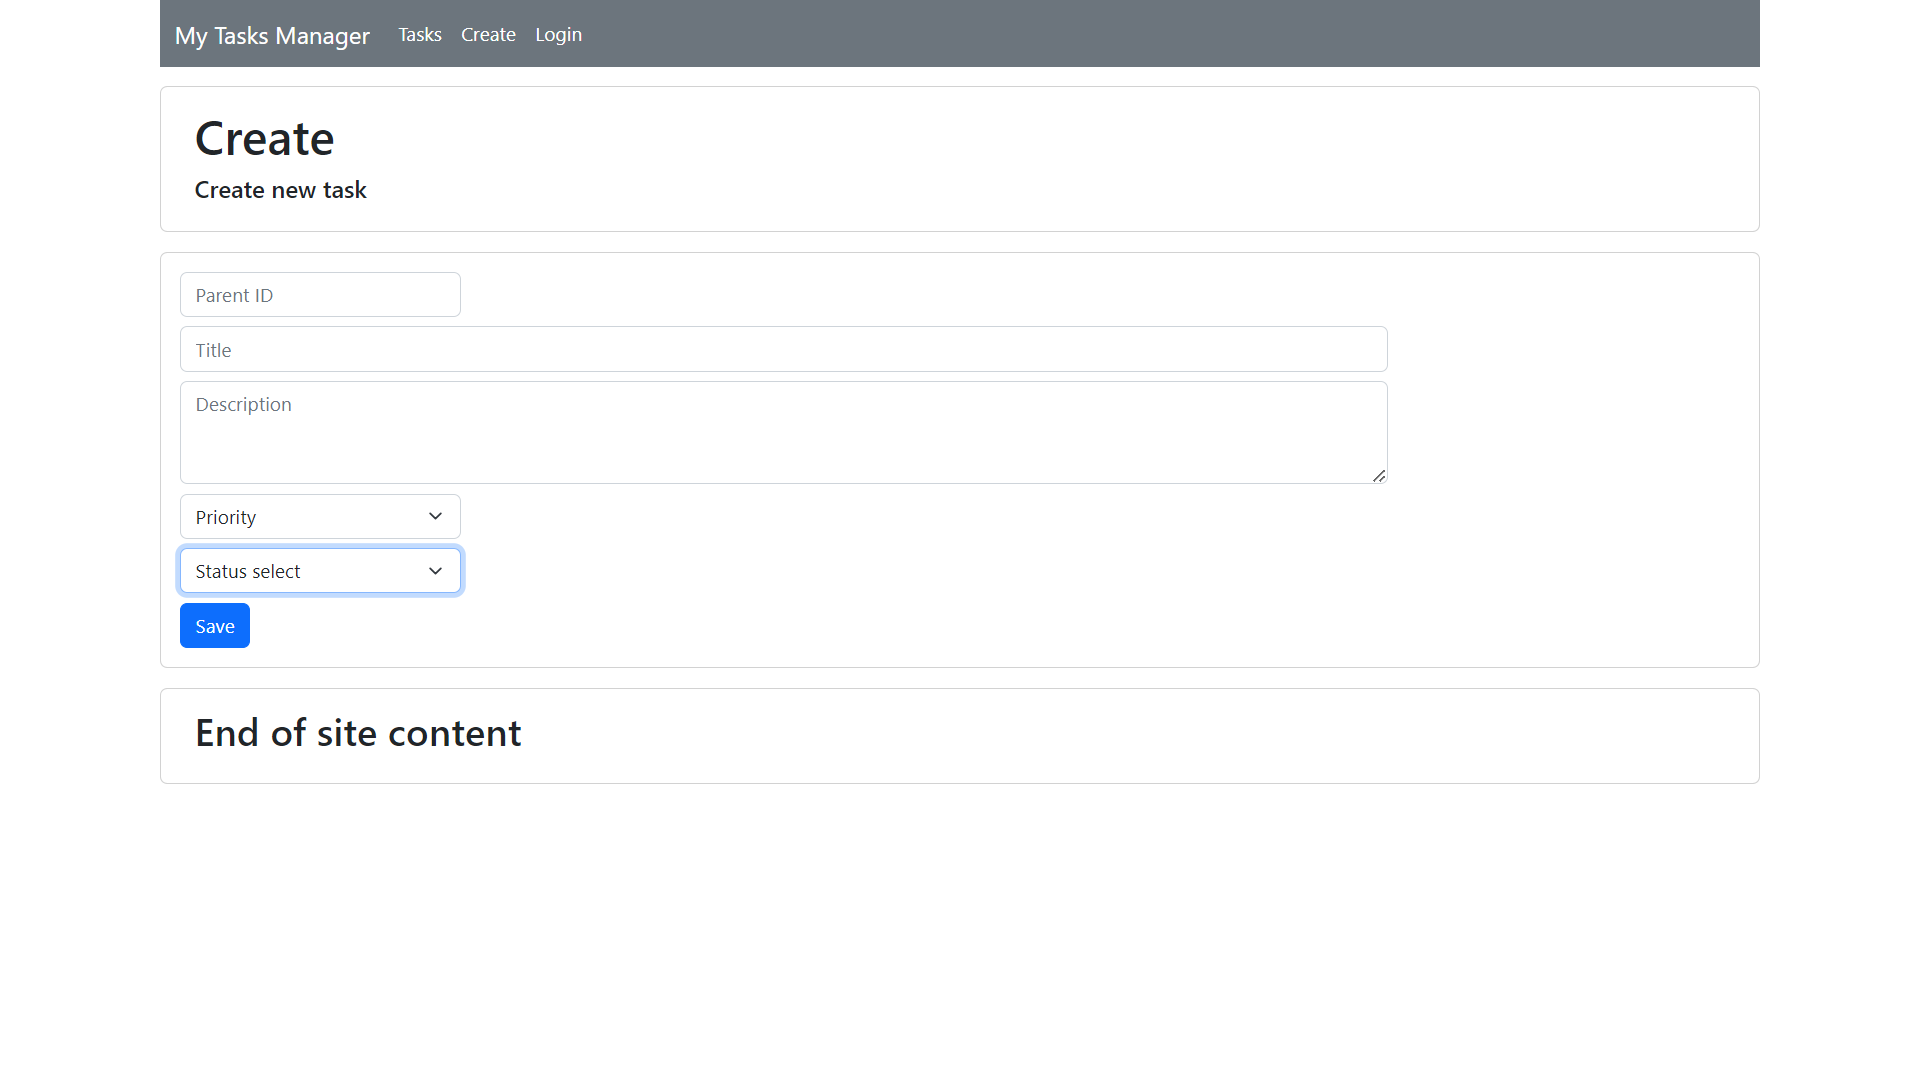 My Tasks Manager Tasks Create Login
Create
Create new task
Parent ID
Title
Description
Priority
Status select
Save
End of site content